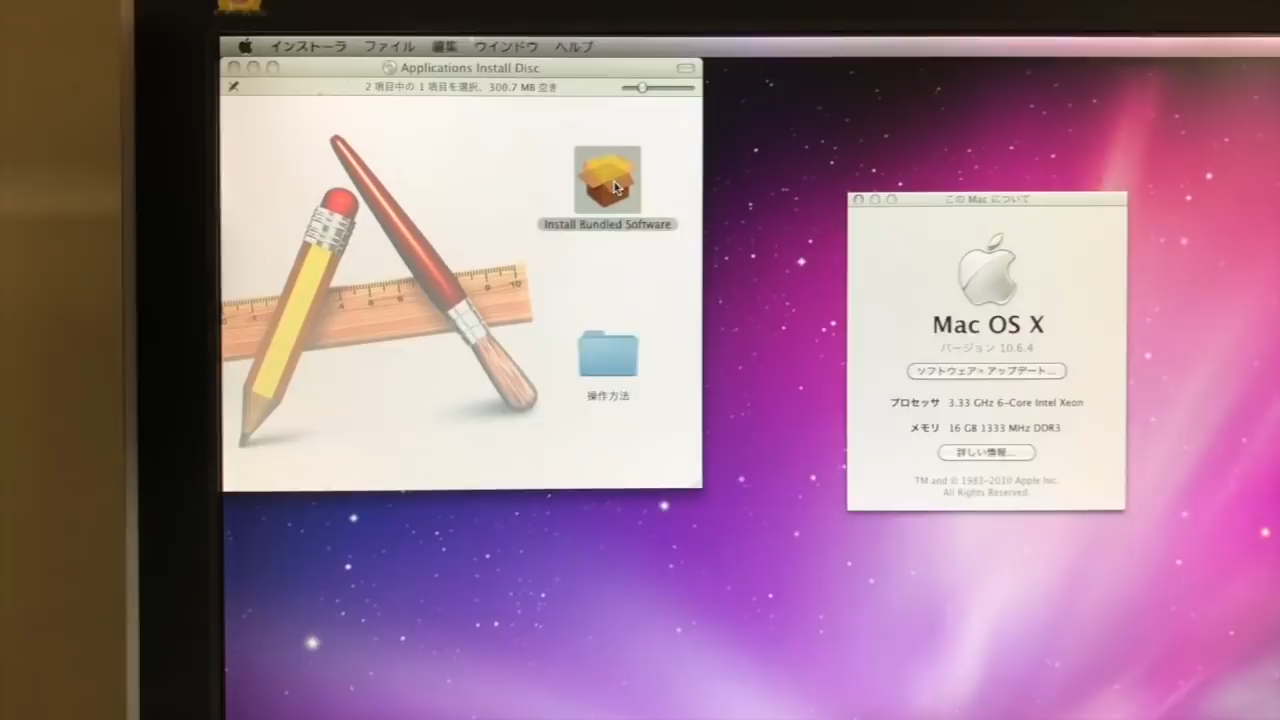 インストーラ ファイル 編集 ウインドウ ヘルプ
Applications Install Disc
2 項目中の 1 項目を選択、300.7 MB 空き
Install Bundled Software
操作方法
この Mac について
Mac OS X
バージョン 10.6.4
ソフトウェア・アップデート...
プロセッサ 3.33 GHz 6-Core Intel Xeon
メモリ 16 GB 1333 MHz DDR3
詳しい情報...
TM and © 1983-2010 Apple Inc.
All Rights Reserved.